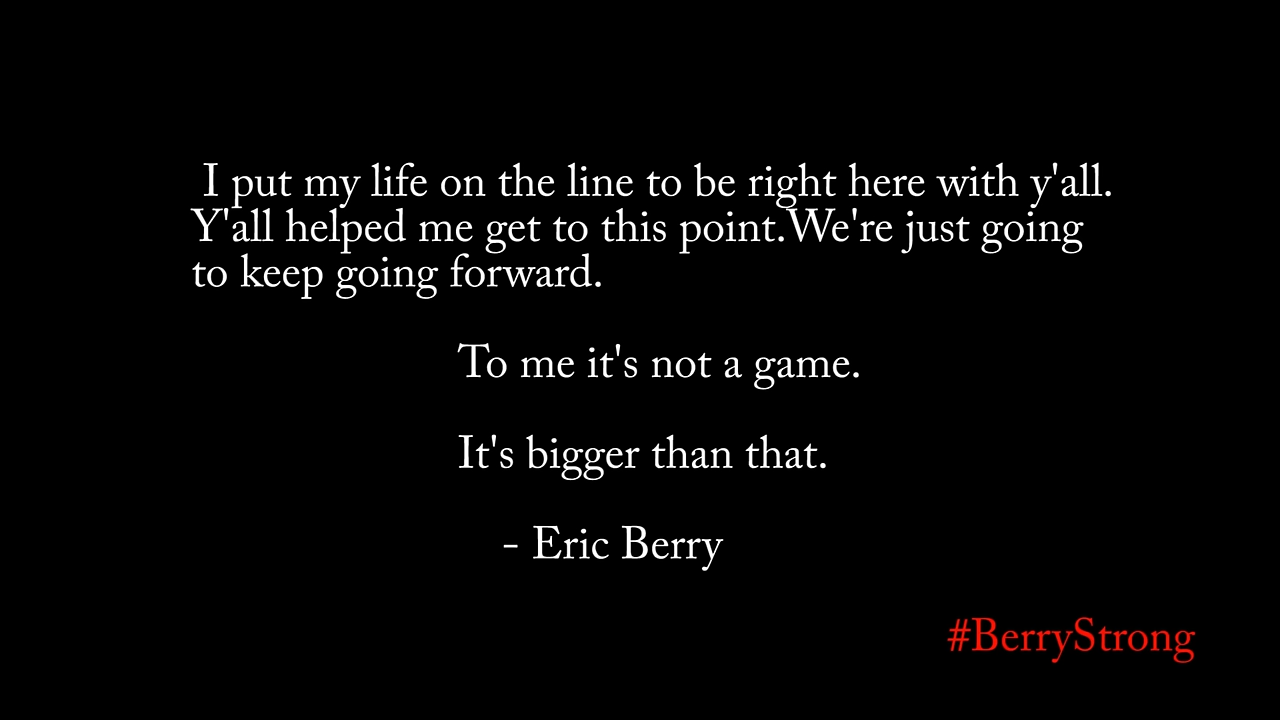 I put my life on the line to be right here with y'all.
Y'all helped me get to this point.We're just going
to keep going forward.
To me it's not a game.
It's bigger than that.
- Eric Berry
#BerryStrong